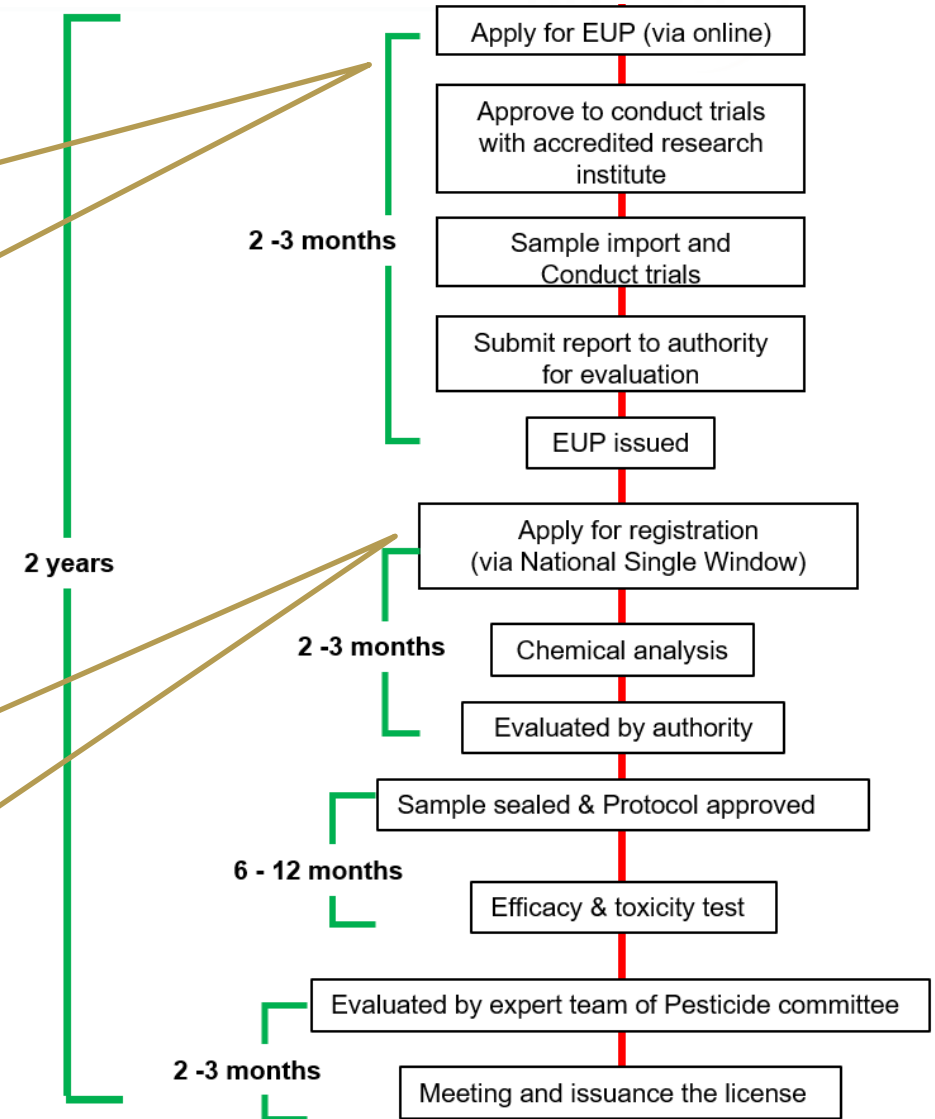 Apply for EUP (via online)
Approve to conduct trials
with accredited research
institute
2 -3 months
Sample import and
Conduct trials
Submit report to authority
for evaluation
EUP issued
Apply for registration
(via National Single Window)
2 years
2 -3 months
Chemical analysis
Evaluated by authority
Sample sealed & Protocol approved
6 - 12 months
Efficacy & toxicity test
Evaluated by expert team of Pesticide committee
2 -3 months
Meeting and issuance the license